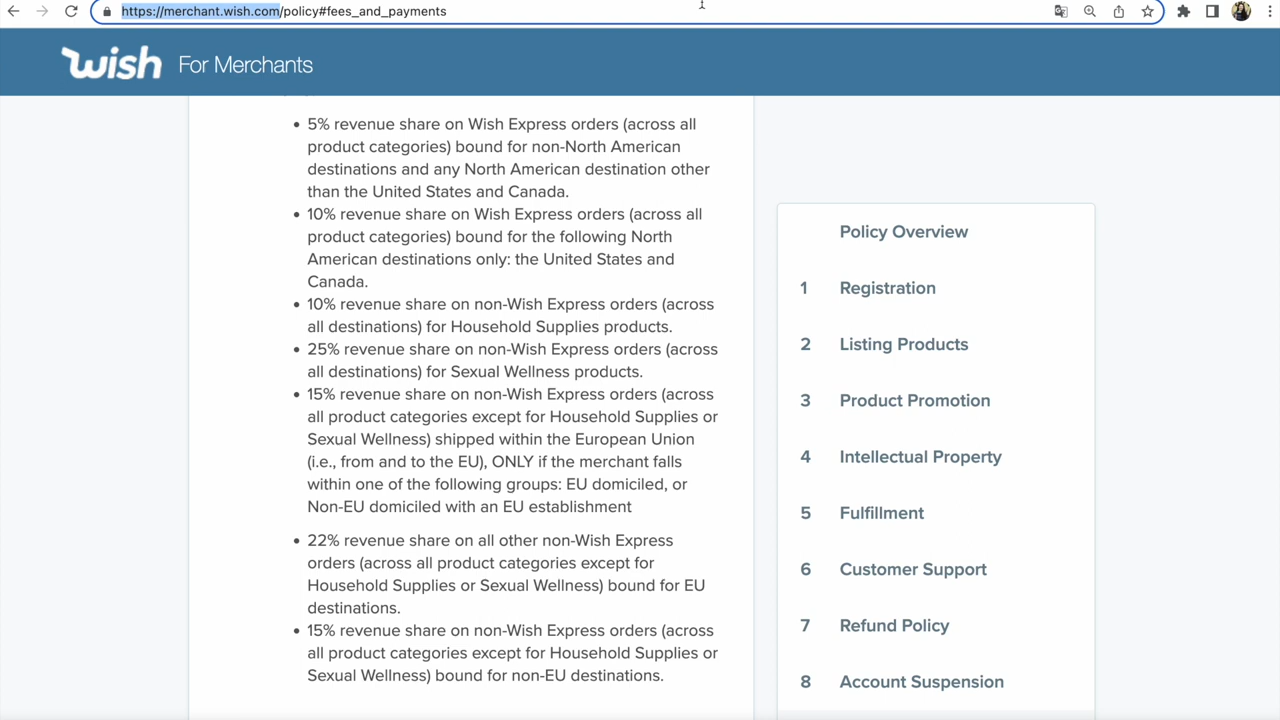 https://merchant.wish.com/policy#fees_and_payments
wish For Merchants
• 5% revenue share on Wish Express orders (across all
product categories) bound for non-North American
destinations and any North American destination other
than the United States and Canada.
• 10% revenue share on Wish Express orders (across all
product categories) bound for the following North
American destinations only: the United States and
Canada.
• 10% revenue share on non-Wish Express orders (across
all destinations) for Household Supplies products.
• 25% revenue share on non-Wish Express orders (across
all destinations) for Sexual Wellness products.
• 15% revenue share on non-Wish Express orders (across
all product categories except for Household Supplies or
Sexual Wellness) shipped within the European Union
(i.e., from and to the EU), ONLY if the merchant falls
within one of the following groups: EU domiciled, or
Non-EU domiciled with an EU establishment
• 22% revenue share on all other non-Wish Express
orders (across all product categories except for
Household Supplies or Sexual Wellness) bound for EU
destinations.
• 15% revenue share on non-Wish Express orders (across
all product categories except for Household Supplies or
Sexual Wellness) bound for non-EU destinations.
Policy Overview
1 Registration
2 Listing Products
3 Product Promotion
4 Intellectual Property
5 Fulfillment
6 Customer Support
7 Refund Policy
8 Account Suspension